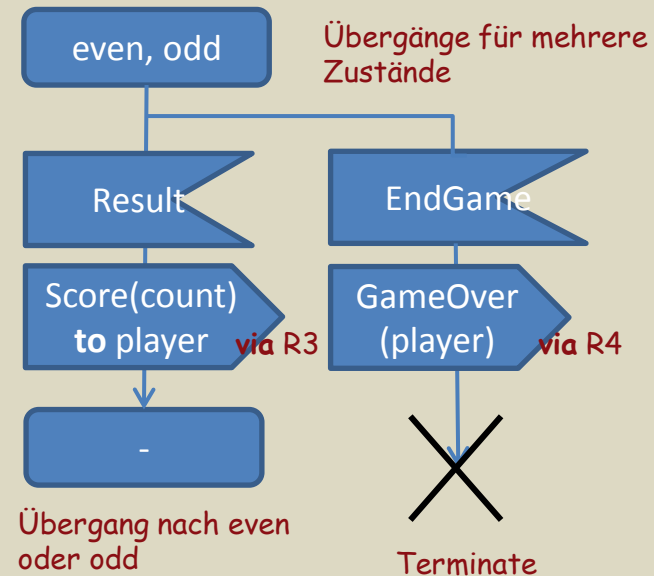 even, odd
Übergänge für mehrere
Zustände
Result
EndGame
Score(count)
to player via R3
GameOver
(player) via R4
-
Übergang nach even
oder odd
Terminate